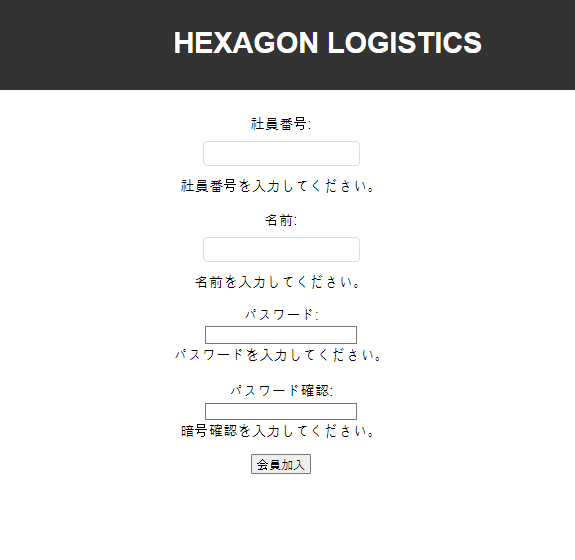 HEXAGON LOGISTICS
社員番号:
社員番号を入力してください。
名前:
名前を入力してください。
パスワード:
パスワードを入力してください。
パスワード確認:
暗号確認を入力してください。
会員加入